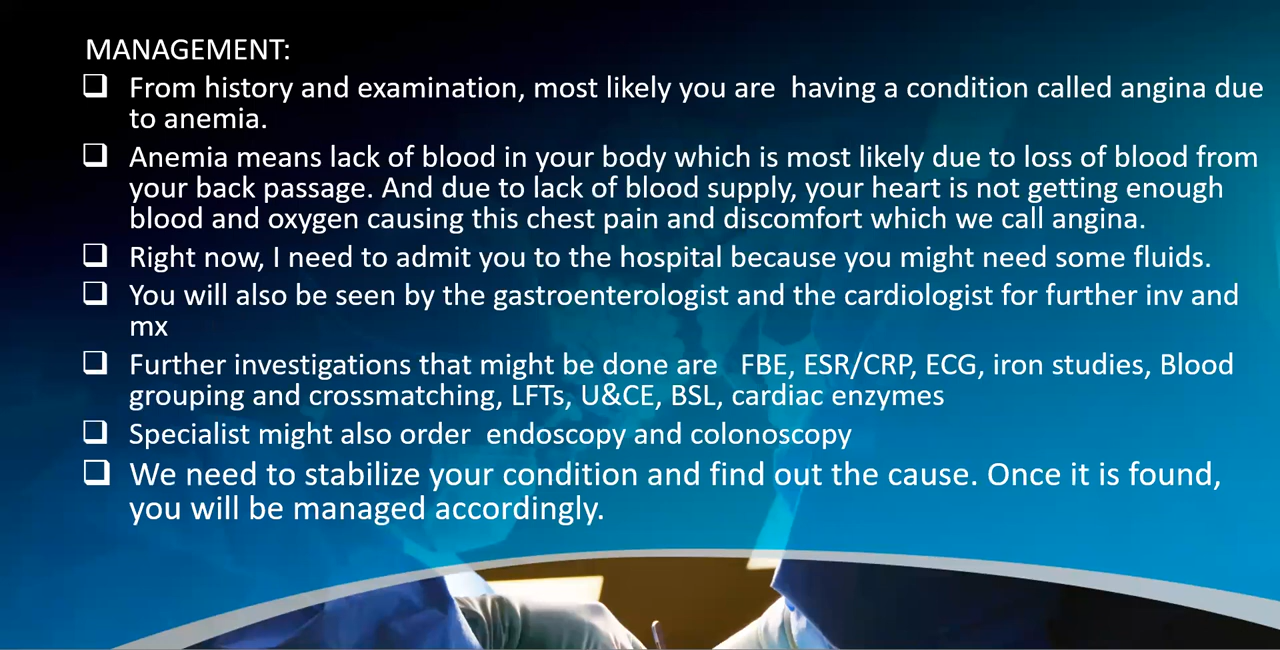 MANAGEMENT:
❑ From history and examination, most likely you are  having a condition called angina due
to anemia.
❑ Anemia means lack of blood in your body which is most likely due to loss of blood from
your back passage. And due to lack of blood supply, your heart is not getting enough
blood and oxygen causing this chest pain and discomfort which we call angina.
❑ Right now, I need to admit you to the hospital because you might need some fluids.
❑ You will also be seen by the gastroenterologist and the cardiologist for further inv and
mx
❑ Further investigations that might be done are   FBE, ESR/CRP, ECG, iron studies, Blood
grouping and crossmatching, LFTs, U&CE, BSL, cardiac enzymes
❑ Specialist might also order  endoscopy and colonoscopy
❑ We need to stabilize your condition and find out the cause. Once it is found,
you will be managed accordingly.